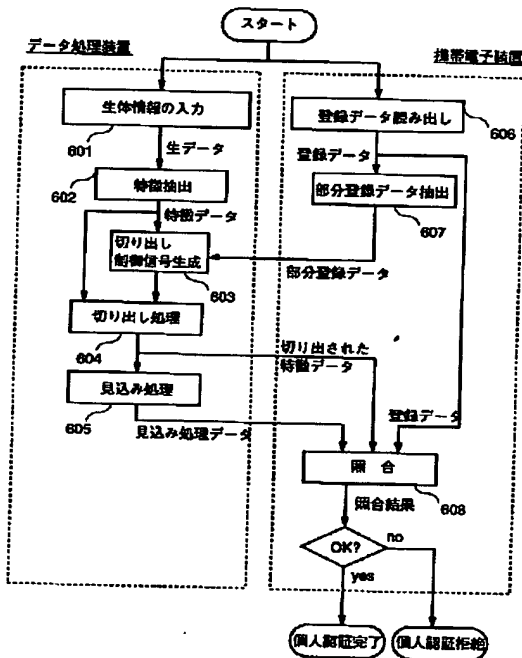 スタート
データ処理装置
携帯電子装置
生体情報の入力
601
生データ
特徴抽出
602
特徴データ
切り出し
制御信号生成
603
切り出し処理
604
見込み処理
605
見込み処理データ
登録データ読み出し
606
登録データ
部分登録データ抽出
607
部分登録データ
切り出された
特徴データ
登録データ
照 合
608
照合結果
OK?
no
yes
個人認証完了
個人認証拒絶